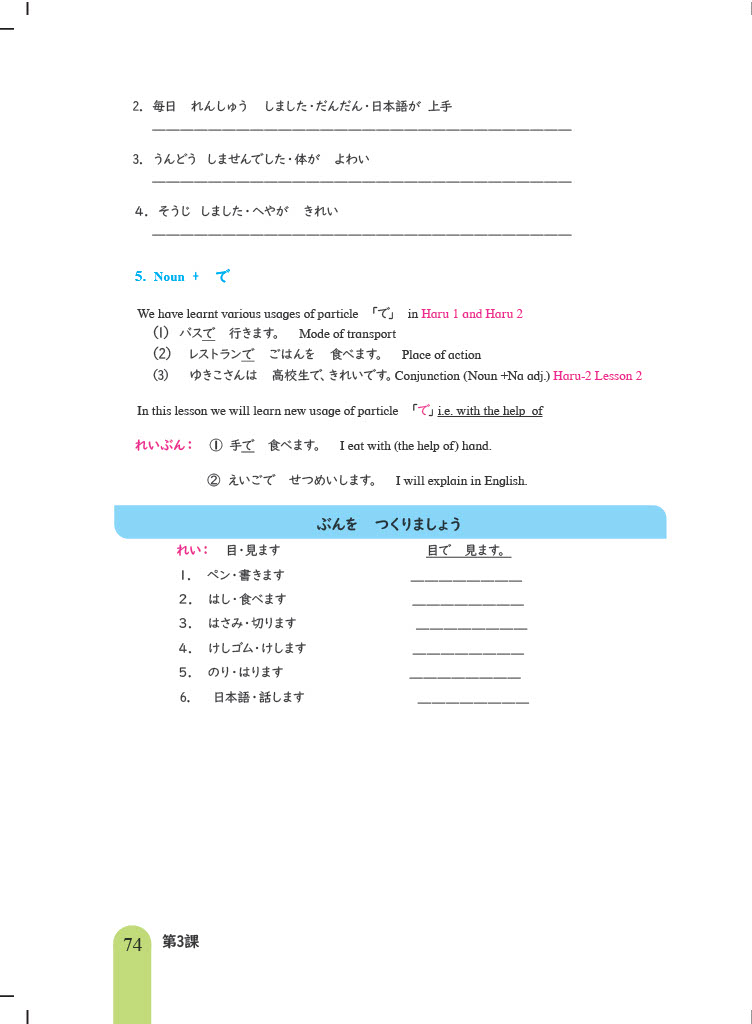 2. 毎日 れんしゅう しました・だんだん・日本語が 上手
______________________________
3. うんどう しませんでした・体が よわい
______________________________
4. そうじ しました・へやが きれい
______________________________
5. Noun + で
We have learnt various usages of particle 「で」 in Haru 1 and Haru 2
(1) バスで 行きます。 Mode of transport
(2) レストランで ごはんを 食べます。 Place of action
(3) ゆきこさんは 高校生で、きれいです。 Conjunction (Noun +Na adj.) Haru-2 Lesson 2
In this lesson we will learn new usage of particle 「で」 i.e. with the help of
れいぶん： ① 手で 食べます。 I eat with (the help of) hand.
② えいごで せつめいします。 I will explain in English.
ぶんを つくりましょう
れい： 目・見ます 目で 見ます。
1. ペン・書きます ________
2. はし・食べます ________
3. はさみ・切ります ________
4. けしゴム・けします ________
5. のり・はります ________
6. 日本語・話します ________
74 第3課